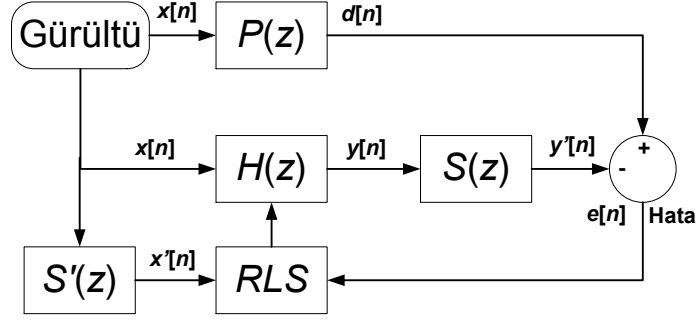 x[n]
d[n]
Gürültü
P(z)
+
x[n]
y[n]
y’[n]
H(z)
S(z)
-
e[n]
Hata
x’[n]
S'(z)
RLS